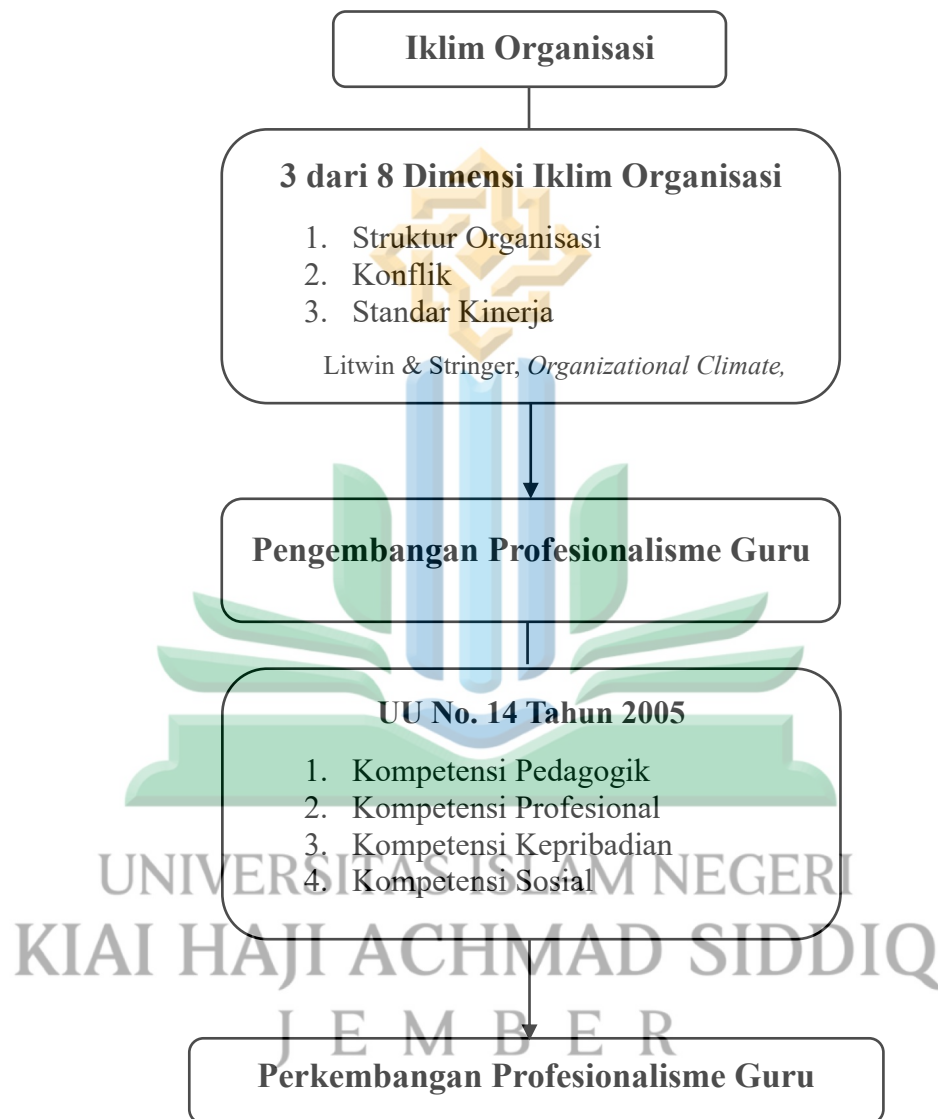 Iklim Organisasi
3 dari 8 Dimensi Iklim Organisasi
1. Struktur Organisasi
2. Konflik
3. Standar Kinerja
Litwin & Stringer, Organizational Climate,
Pengembangan Profesionalisme Guru
UU No. 14 Tahun 2005
1. Kompetensi Pedagogik
2. Kompetensi Profesional
3. Kompetensi Kepribadian
4. Kompetensi Sosial
UNIVERSITAS ISLAM NEGERI
KIAI HAJI ACHMAD SIDDIQ
JEMBER
Perkembangan Profesionalisme Guru